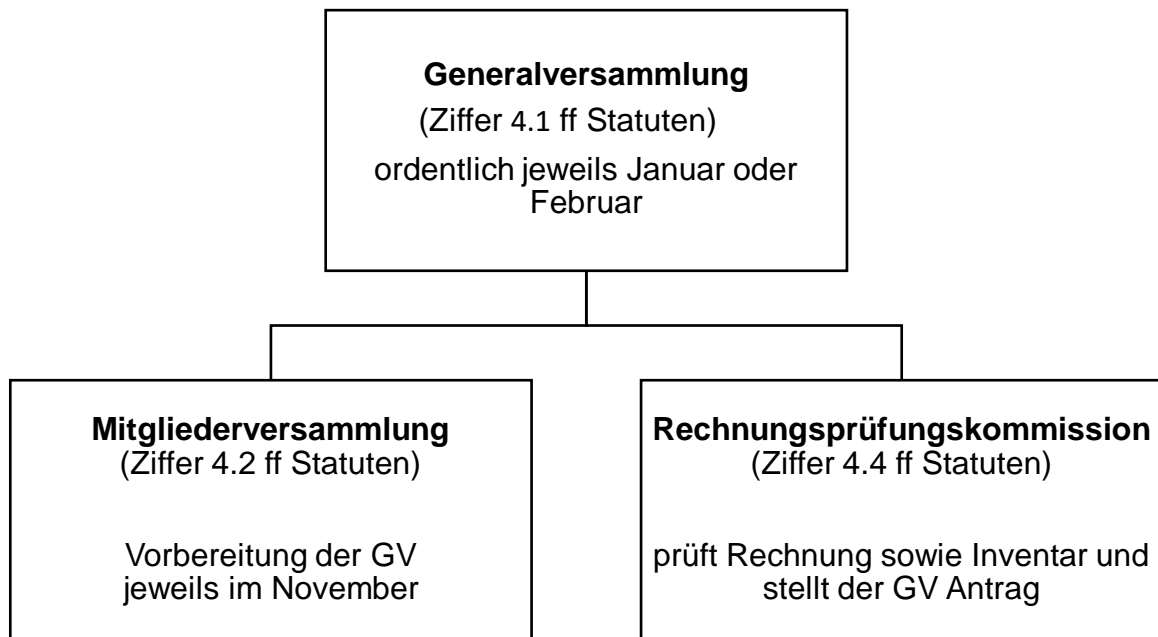 Generalversammlung
(Ziffer 4.1 ff Statuten)
ordentlich jeweils Januar oder
Februar
Mitgliederversammlung
(Ziffer 4.2 ff Statuten)
Vorbereitung der GV
jeweils im November
Rechnungsprüfungskommission
(Ziffer 4.4 ff Statuten)
prüft Rechnung sowie Inventar und
stellt der GV Antrag